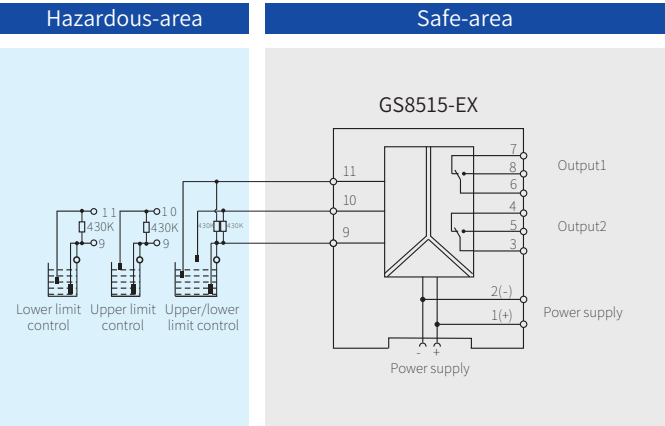 Hazardous-area
Safe-area
GS8515-EX
11
10
9
7
8
6
Output1
4
5
3
Output2
2(-)
1(+)
Power supply
- +
Power supply
11
430K
9
10
430K
9
430K 430K
Lower limit
control
Upper limit
control
Upper/lower
limit control